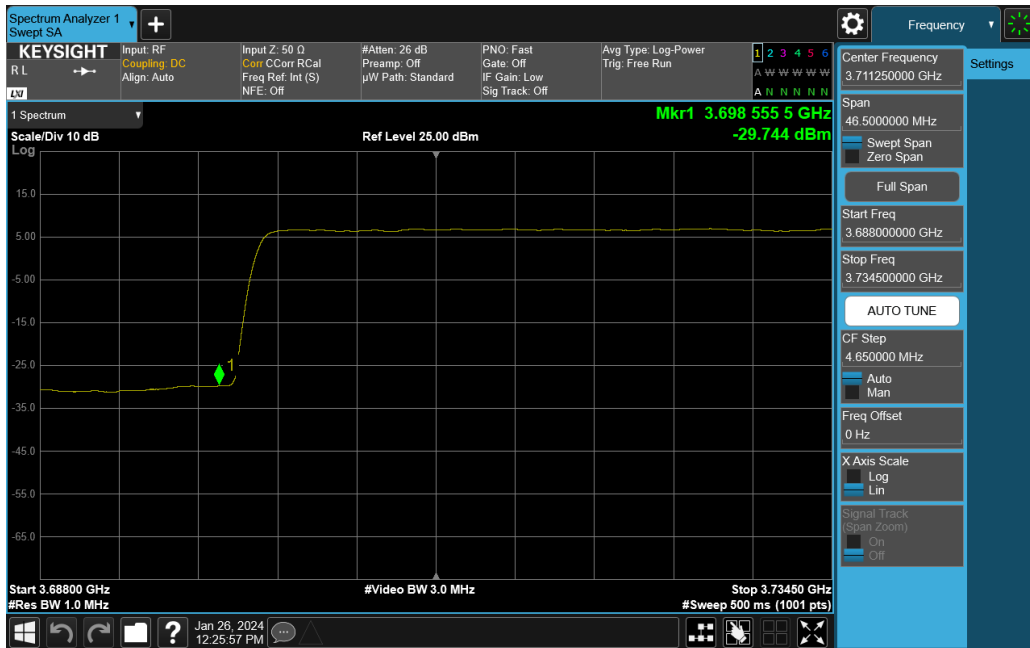 Spectrum Analyzer 1
Swept SA
Frequency
KEYSIGHT
R L
LXI
Input: RF
Coupling: DC
Align: Auto
Input Z: 50 Ω
Corr CCorr RCal
Freq Ref: Int (S)
NFE: Off
#Atten: 26 dB
Preamp: Off
µW Path: Standard
PNO: Fast
Gate: Off
IF Gain: Low
Sig Track: Off
Avg Type: Log-Power
Trig: Free Run
1 2 3 4 5 6
A W W W W W
A N N N N N
1 Spectrum
Scale/Div 10 dB
Ref Level 25.00 dBm
Mkr1 3.698 555 5 GHz
-29.744 dBm
Log
15.0
5.00
-5.00
-15.0
-25.0
-35.0
-45.0
-55.0
-65.0
1
Start 3.68800 GHz
#Res BW 1.0 MHz
#Video BW 3.0 MHz
Stop 3.73450 GHz
#Sweep 500 ms (1001 pts)
Jan 26, 2024
12:25:57 PM
?
Center Frequency
3.711250000 GHz
Settings
Span
46.5000000 MHz
Swept Span
Zero Span
Full Span
Start Freq
3.688000000 GHz
Stop Freq
3.734500000 GHz
AUTO TUNE
CF Step
4.650000 MHz
Auto
Man
Freq Offset
0 Hz
X Axis Scale
Log
Lin
Signal Track
(Span Zoom)
On
Off